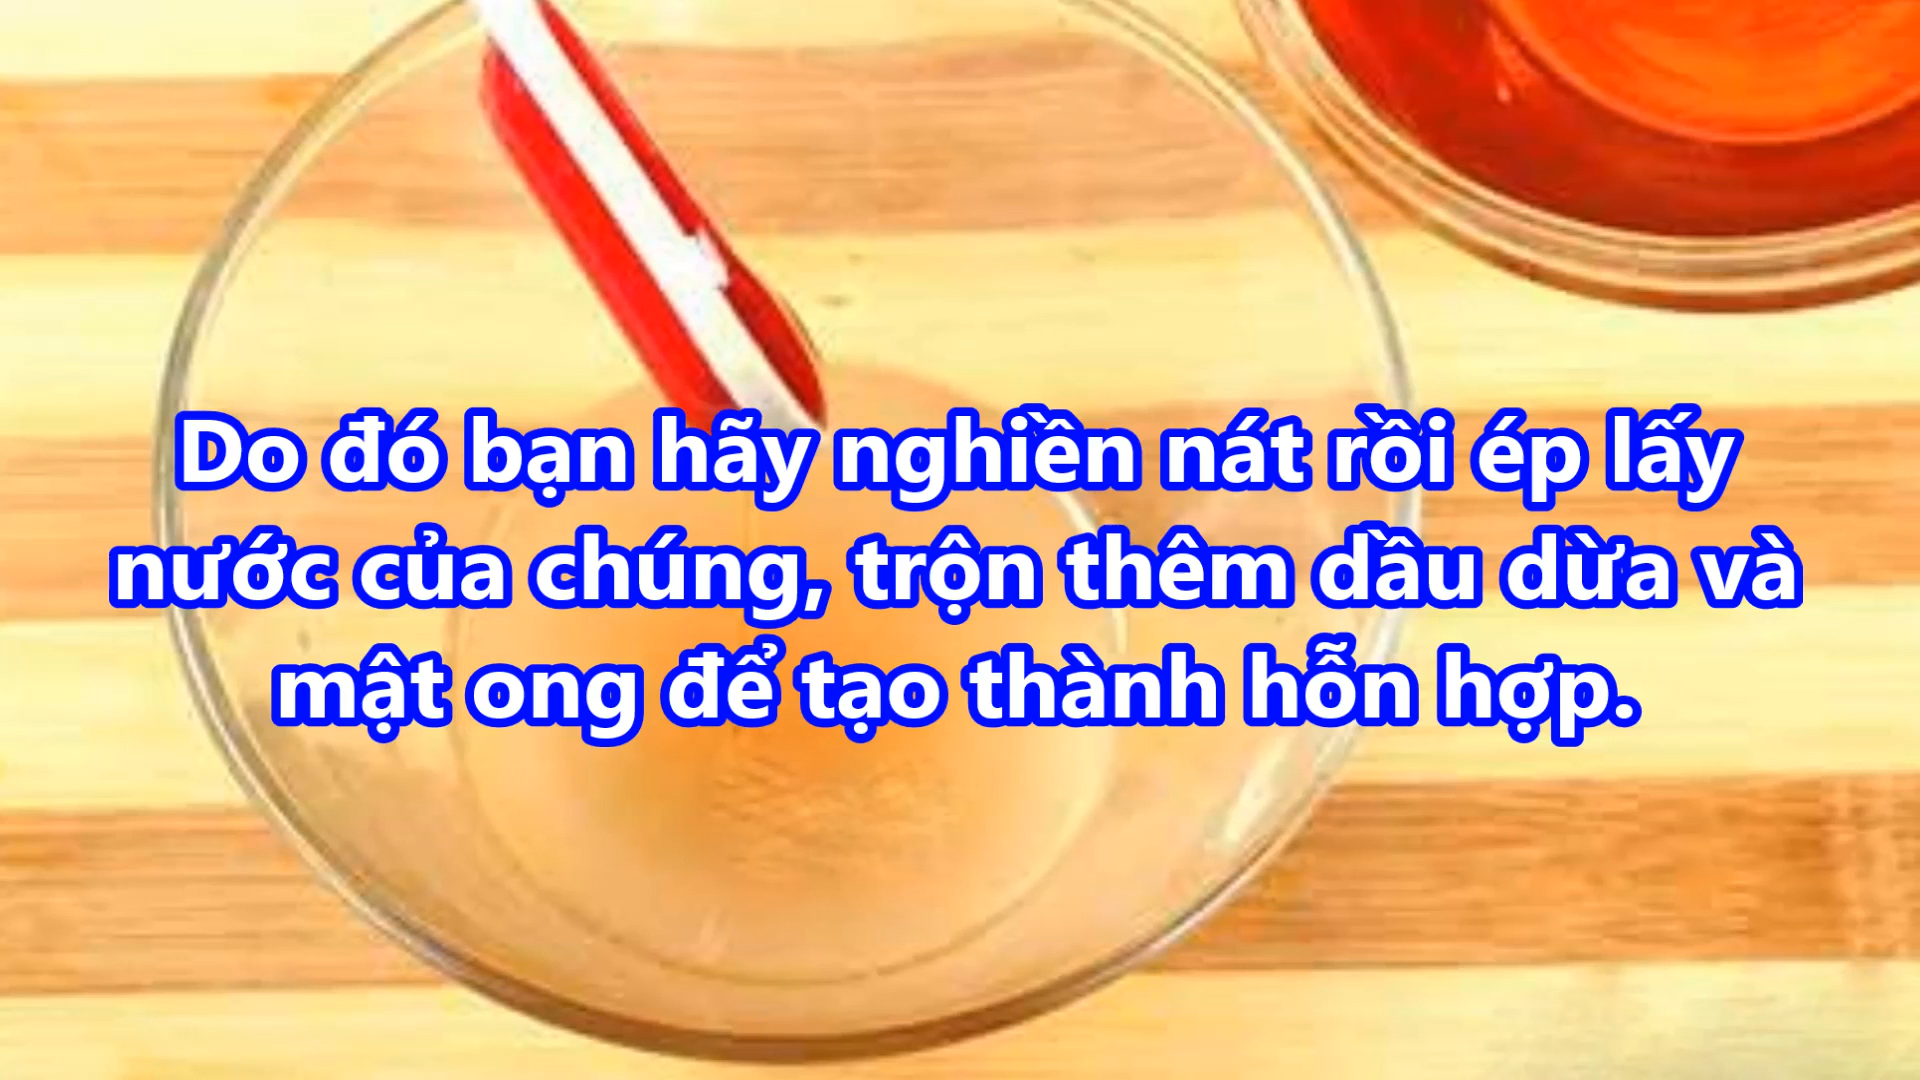 Do đó bạn hãy nghiền nát rồi ép lấy
nước của chúng, trộn thêm dầu dừa và
mật ong để tạo thành hỗn hợp.